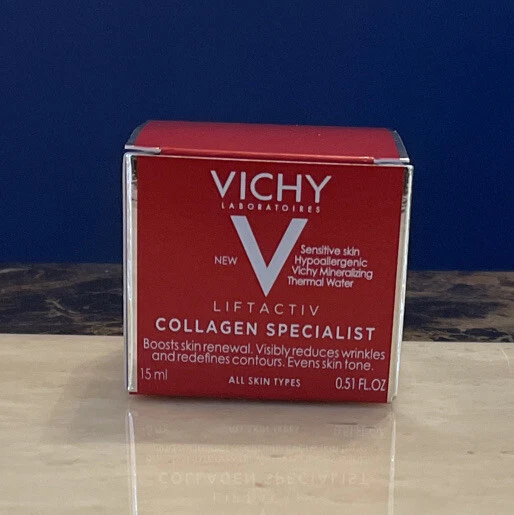 VICHY
LABORATOIRES
NEW
Sensitive skin
Hypoallergenic
Vichy Mineralizing
Thermal Water
LIFTACTIV
COLLAGEN SPECIALIST
Boosts skin renewal. Visibly reduces wrinkles
and redefines contours. Evens skin tone.
15 ml
ALL SKIN TYPES
0.51 FL.OZ